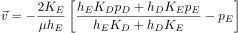 \vec{v} = -\frac{2K_E}{\mu h_E} \left[ \frac{h_E K_D p_D + h_D K_E p_E}{h_E K_D + h_D K_E} - p_E \right]